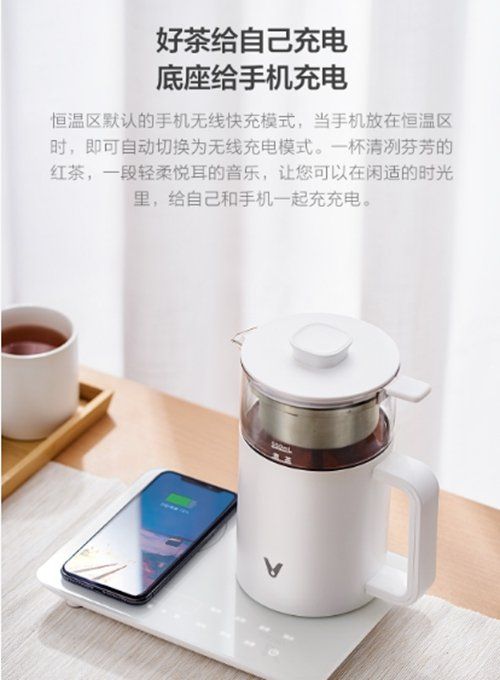 好茶给自己充电
底座给手机充电
恒温区默认的手机无线快充模式，当手机放在恒温区
时，即可自动切换为无线充电模式。一杯清冽芬芳的
红茶，一段轻柔悦耳的音乐，让您可以在闲适的时光
里，给自己和手机一起充充电。
550mL
煮茶